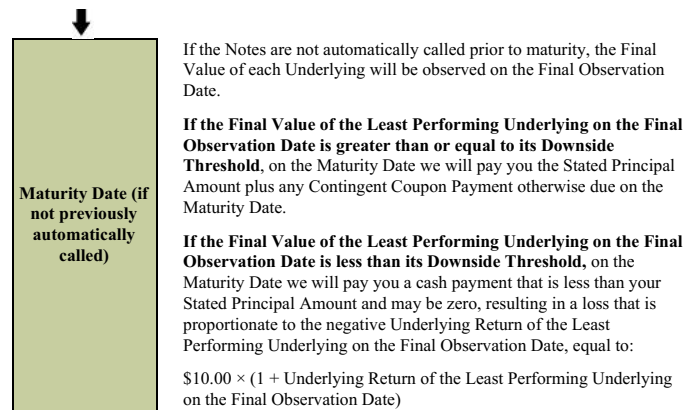 Maturity Date (if
not previously
automatically
called)
If the Notes are not automatically called prior to maturity, the Final
Value of each Underlying will be observed on the Final Observation
Date.
If the Final Value of the Least Performing Underlying on the Final
Observation Date is greater than or equal to its Downside
Threshold, on the Maturity Date we will pay you the Stated Principal
Amount plus any Contingent Coupon Payment otherwise due on the
Maturity Date.
If the Final Value of the Least Performing Underlying on the Final
Observation Date is less than its Downside Threshold, on the
Maturity Date we will pay you a cash payment that is less than your
Stated Principal Amount and may be zero, resulting in a loss that is
proportionate to the negative Underlying Return of the Least
Performing Underlying on the Final Observation Date, equal to:
$10.00 × (1 + Underlying Return of the Least Performing Underlying
on the Final Observation Date)